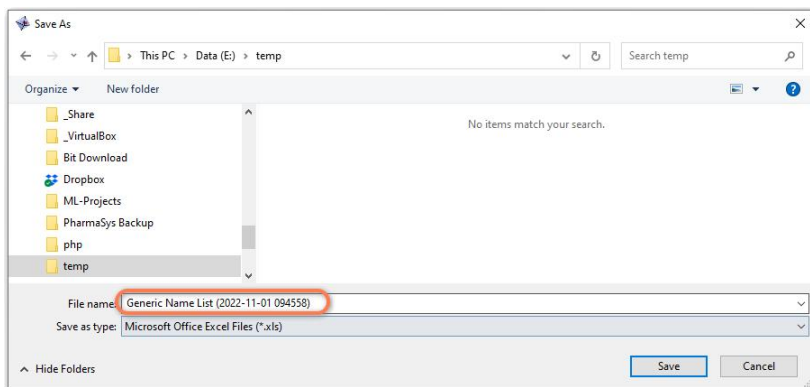 Save As
This PC > Data (E:) > temp
Search temp
Organize
New folder
_Share
_VirtualBox
Bit Download
Dropbox
ML-Projects
PharmaSys Backup
php
temp
No items match your search.
File name: Generic Name List (2022-11-01 094558)
Save as type: Microsoft Office Excel Files (*.xls)
Hide Folders
Save
Cancel